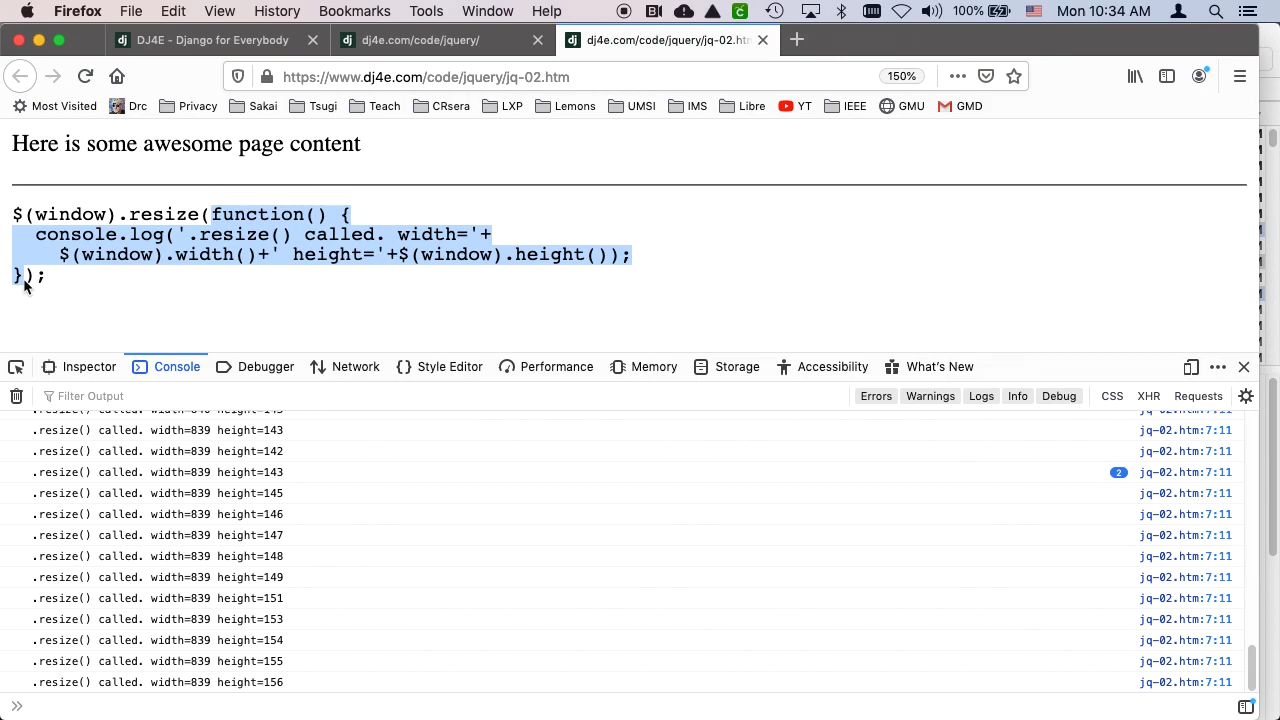 Firefox File Edit View History Bookmarks Tools Window Help 100% Mon 10:34 AM
dj DJ4E - Django for Everybody dj dj4e.com/code/jquery/ dj dj4e.com/code/jquery/jq-02.htm
https://www.dj4e.com/code/jquery/jq-02.htm 150%
Most Visited Drc Privacy Sakai Tsugi Teach CRsera LXP Lemons UMSI IMS Libre YT IEEE GMU GMD
Here is some awesome page content
$(window).resize(function() {
console.log('.resize() called. width='+
$(window).width()+' height='+$(window).height());
});
Inspector Console Debugger Network Style Editor Performance Memory Storage Accessibility What's New
Filter Output Errors Warnings Logs Info Debug CSS XHR Requests
.resize() called. width=839 height=143 jq-02.htm:7:11
.resize() called. width=839 height=142 jq-02.htm:7:11
.resize() called. width=839 height=143 2 jq-02.htm:7:11
.resize() called. width=839 height=145 jq-02.htm:7:11
.resize() called. width=839 height=146 jq-02.htm:7:11
.resize() called. width=839 height=147 jq-02.htm:7:11
.resize() called. width=839 height=148 jq-02.htm:7:11
.resize() called. width=839 height=149 jq-02.htm:7:11
.resize() called. width=839 height=151 jq-02.htm:7:11
.resize() called. width=839 height=153 jq-02.htm:7:11
.resize() called. width=839 height=154 jq-02.htm:7:11
.resize() called. width=839 height=155 jq-02.htm:7:11
.resize() called. width=839 height=156 jq-02.htm:7:11